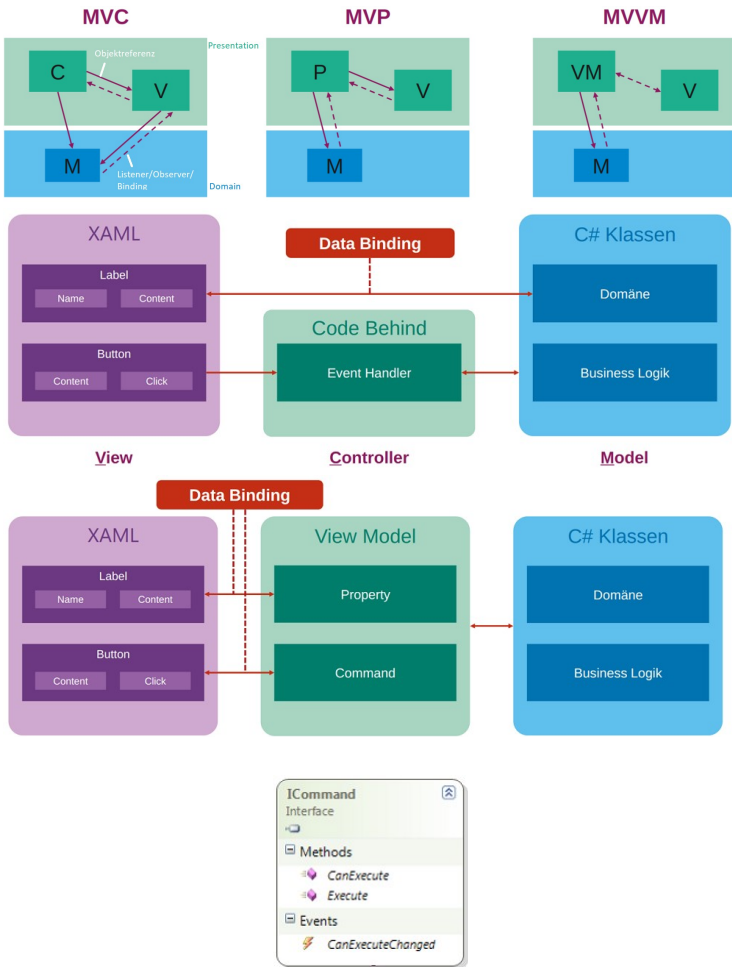 MVC
MVP
MVVM
Objektreferenz
Presentation
C
V
M
Listener/Observer/
Binding
Domain
P
V
M
VM
V
M
XAML
Data Binding
C# Klassen
Label
Name
Content
Domäne
Code Behind
Button
Content
Click
Event Handler
Business Logik
View
Controller
Model
Data Binding
XAML
View Model
C# Klassen
Label
Name
Content
Property
Domäne
Button
Content
Click
Command
Business Logik
ICommand
Interface
Methods
CanExecute
Execute
Events
CanExecuteChanged